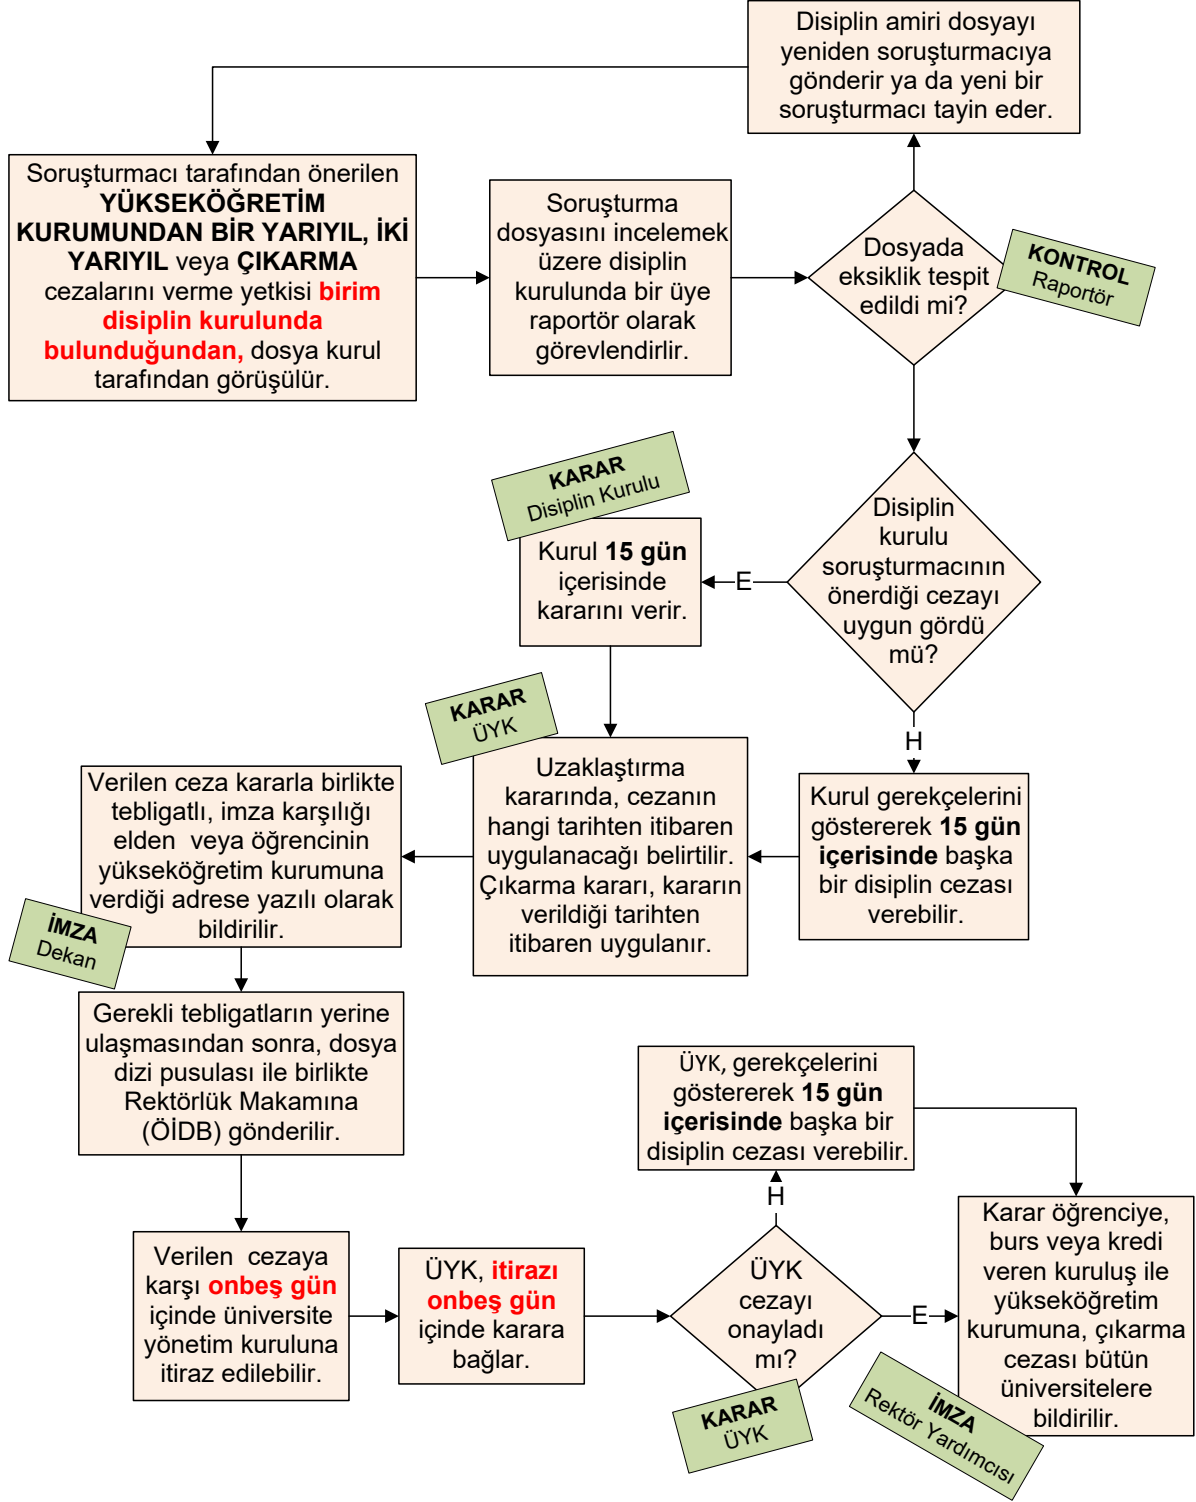 Disiplin amiri dosyayı
yeniden soruşturmacıya
gönderir ya da yeni bir
soruşturmacı tayin eder.
Soruşturmacı tarafından önerilen
YÜKSEKÖĞRETİM
KURUMUNDAN BİR YARIYIL, İKİ
YARIYIL veya ÇIKARMA
cezalarını verme yetkisi birim
disiplin kurulunda
bulunduğundan, dosya kurul
tarafından görüşülür.
Soruşturma
dosyasını incelemek
üzere disiplin
kurulunda bir üye
raportör olarak
görevlendirlir.
Dosyada
eksiklik tespit
edildi mi?
KONTROL
Raportör
Disiplin
kurulu
soruşturmacının
önerdiği cezayı
uygun gördü
mü?
E
H
KARAR
Disiplin Kurulu
Kurul 15 gün
içerisinde
kararını verir.
Kurul gerekçelerini
göstererek 15 gün
içerisinde başka
bir disiplin cezası
verebilir.
KARAR
ÜYK
Uzaklaştırma
kararında, cezanın
hangi tarihten itibaren
uygulanacağı belirtilir.
Çıkarma kararı, kararın
verildiği tarihten
itibaren uygulanır.
Verilen ceza kararla birlikte
tebligatlı, imza karşılığı
elden  veya öğrencinin
yükseköğretim kurumuna
verdiği adrese yazılı olarak
bildirilir.
İMZA
Dekan
Gerekli tebligatların yerine
ulaşmasından sonra, dosya
dizi pusulası ile birlikte
Rektörlük Makamına
(ÖİDB) gönderilir.
Verilen  cezaya
karşı onbeş gün
içinde üniversite
yönetim kuruluna
itiraz edilebilir.
ÜYK, itirazı
onbeş gün
içinde karara
bağlar.
ÜYK
cezayı
onayladı
mı?
KARAR
ÜYK
H
E
ÜYK, gerekçelerini
göstererek 15 gün
içerisinde başka bir
disiplin cezası verebilir.
Karar öğrenciye,
burs veya kredi
veren kuruluş ile
yükseköğretim
kurumuna, çıkarma
cezası bütün
üniversitelere
bildirilir.
İMZA
Rektör Yardımcısı